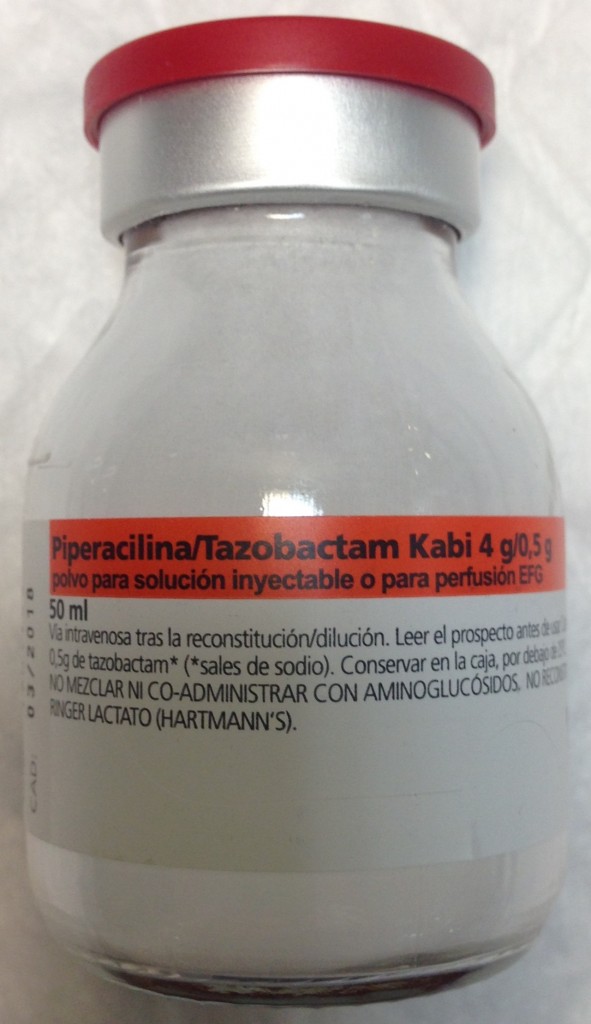 Piperacilina/Tazobactam Kabi 4 g/0,5 g
polvo para solución inyectable o para perfusión EFG
50 ml
Vía intravenosa tras la reconstitución/dilución. Leer el prospecto antes de
0,5g de tazobactam* (*sales de sodio). Conservar en la caja, por debajo de
NO MEZCLAR NI CO-ADMINISTRAR CON AMINOGLUCÓSIDOS. NO
RINGER LACTATO (HARTMANN'S).
CAD: 03/2018